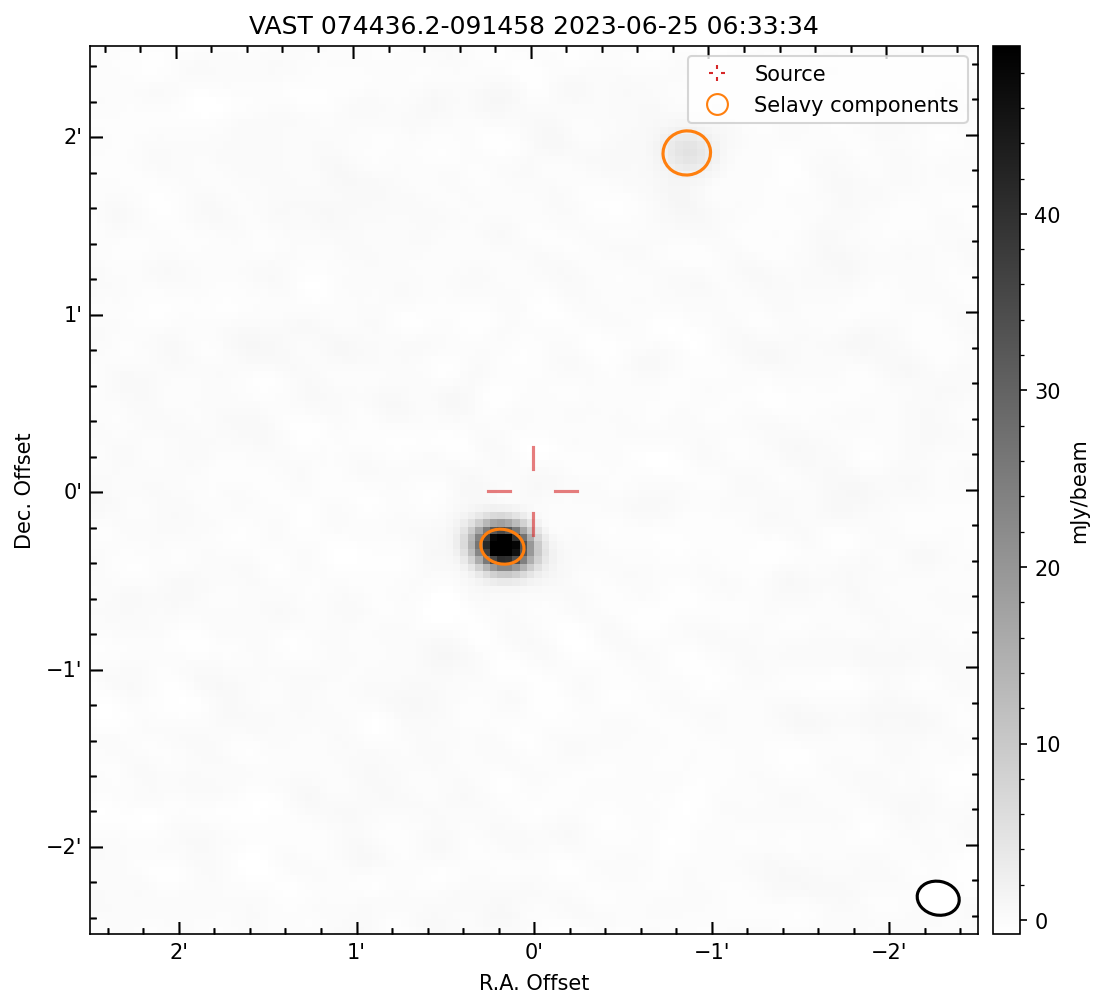 VAST 074436.2-091458 2023-06-25 06:33:34
Source
Selavy components
2'
1'
0'
−1'
−2'
Dec. Offset
2'
1'
0'
−1'
−2'
R.A. Offset
40
30
20
10
0
mJy/beam